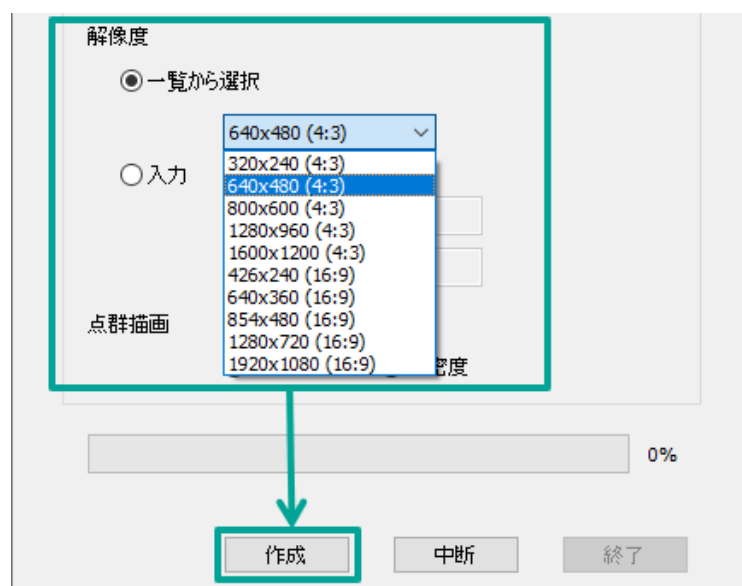 解像度
一覧から選択
640x480 (4:3)
入力
320x240 (4:3)
640x480 (4:3)
800x600 (4:3)
1280x960 (4:3)
1600x1200 (4:3)
426x240 (16:9)
640x360 (16:9)
854x480 (16:9)
1280x720 (16:9)
1920x1080 (16:9)
点群描画
密度
0%
作成
中断
終了